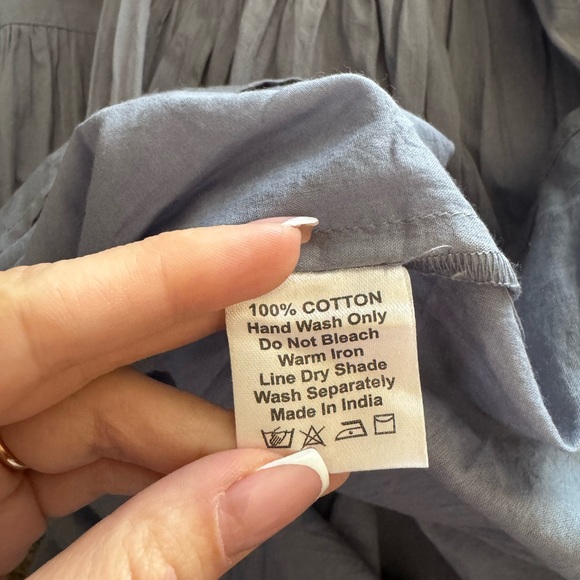 100% COTTON
Hand Wash Only
Do Not Bleach
Warm Iron
Line Dry Shade
Wash Separately
Made In India